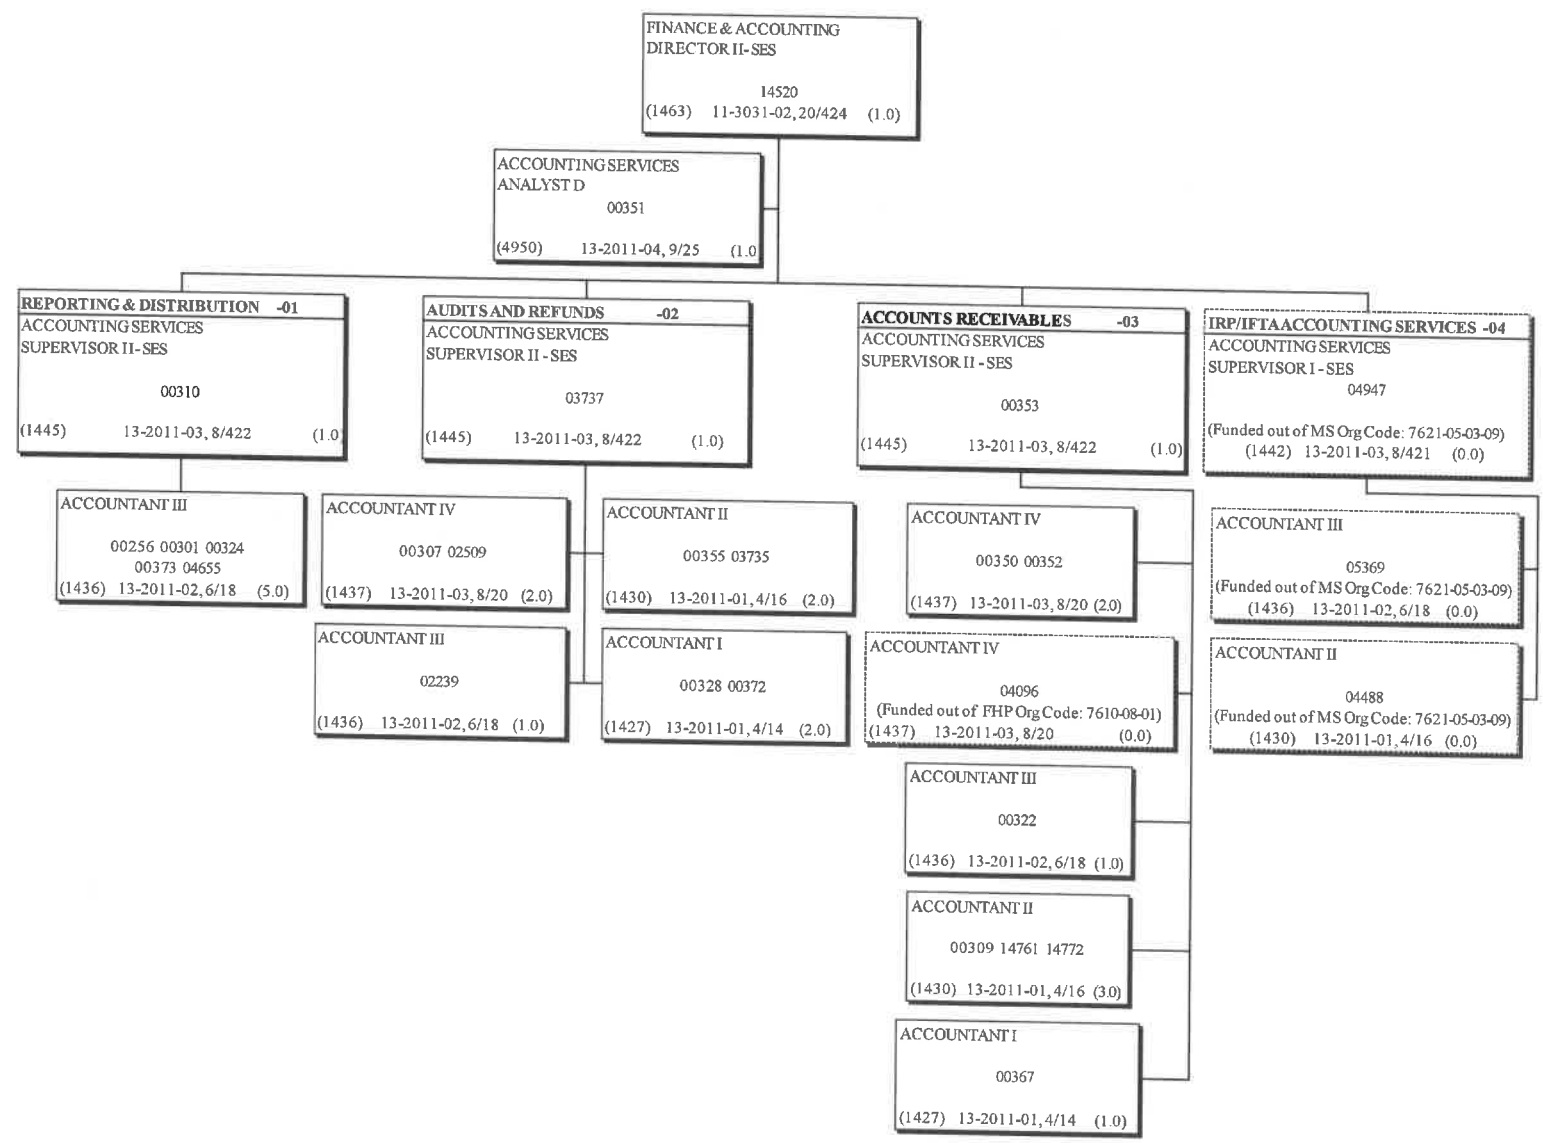 FINANCE & ACCOUNTING
DIRECTOR II-SES
14520
(1463) 11-3031-02, 20/424 (1.0)
ACCOUNTING SERVICES
ANALYST D
00351
(4950) 13-2011-04, 9/25 (1.0
REPORTING & DISTRIBUTION -01
ACCOUNTING SERVICES
SUPERVISOR II-SES
00310
(1445) 13-2011-03, 8/422 (1.0)
ACCOUNTANT III
00256 00301 00324
00373 04655
(1436) 13-2011-02, 6/18 (5.0)
AUDITS AND REFUNDS -02
ACCOUNTING SERVICES
SUPERVISOR II - SES
03737
(1445) 13-2011-03, 8/422 (1.0)
ACCOUNTANT IV
00307 02509
(1437) 13-2011-03, 8/20 (2.0)
ACCOUNTANT II
00355 03735
(1430) 13-2011-01, 4/16 (2.0)
ACCOUNTANT III
02239
(1436) 13-2011-02, 6/18 (1.0)
ACCOUNTANT I
00328 00372
(1427) 13-2011-01, 4/14 (2.0)
ACCOUNTS RECEIVABLES -03
ACCOUNTING SERVICES
SUPERVISOR II - SES
00353
(1445) 13-2011-03, 8/422 (1.0)
ACCOUNTANT IV
00350 00352
(1437) 13-2011-03, 8/20 (2.0)
ACCOUNTANT IV
04096
(Funded out of FHP Org Code: 7610-08-01)
(1437) 13-2011-03, 8/20 (0.0)
ACCOUNTANT III
00322
(1436) 13-2011-02, 6/18 (1.0)
ACCOUNTANT II
00309 14761 14772
(1430) 13-2011-01, 4/16 (3.0)
ACCOUNTANT I
00367
(1427) 13-2011-01, 4/14 (1.0)
IRP/IFTA ACCOUNTING SERVICES -04
ACCOUNTING SERVICES
SUPERVISOR I - SES
04947
(Funded out of MS Org Code: 7621-05-03-09)
(1442) 13-2011-03, 8/421 (0.0)
ACCOUNTANT III
05369
(Funded out of MS Org Code: 7621-05-03-09)
(1436) 13-2011-02, 6/18 (0.0)
ACCOUNTANT II
04488
(Funded out of MS Org Code: 7621-05-03-09)
(1430) 13-2011-01, 4/16 (0.0)